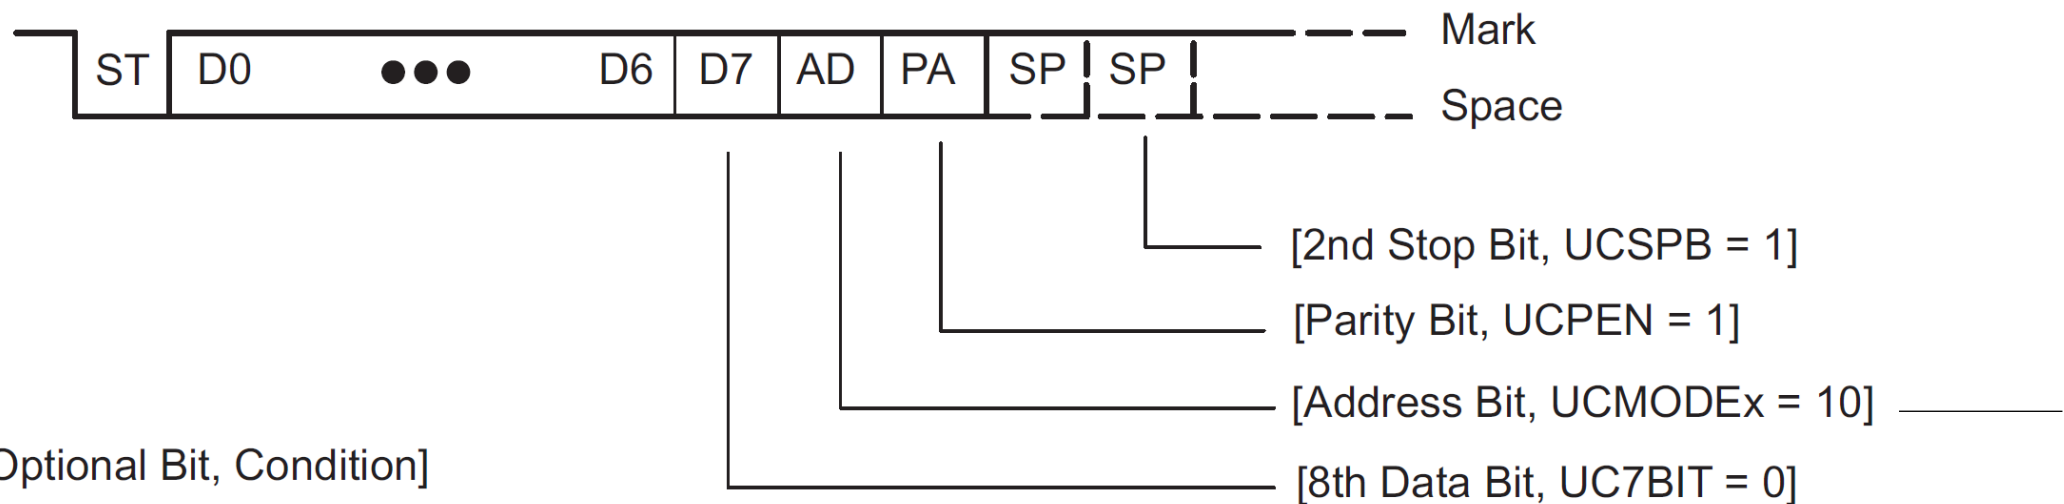 Mark
ST D0 ●●● D6 D7 AD PA SP SP
Space
[2nd Stop Bit, UCSPB = 1]
[Parity Bit, UCPEN = 1]
[Address Bit, UCMODEx = 10]
Optional Bit, Condition]
[8th Data Bit, UC7BIT = 0]